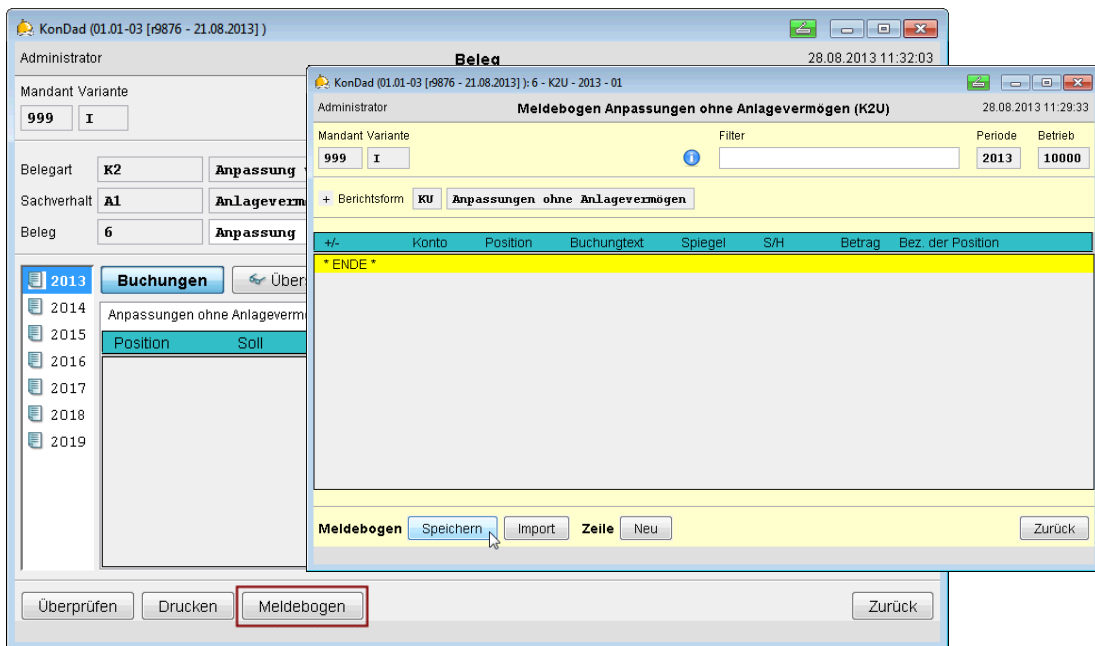 KonDad (01.01-03 [r9876 - 21.08.2013] )
Administrator Beleg 28.08.2013 11:32:03
Mandant Variante
999 I
Belegart K2 Anpassung
Sachverhalt A1 Anlageverm
Beleg 6 Anpassung
2013
2014
2015
2016
2017
2018
2019
Buchungen Über
Anpassungen ohne Anlageverm
Position Soll
Überprüfen Drucken Meldebogen Zurück
KonDad (01.01-03 [r9876 - 21.08.2013] ): 6 - K2U - 2013 - 01
Administrator Meldebogen Anpassungen ohne Anlagevermögen (K2U) 28.08.2013 11:29:33
Mandant Variante Filter Periode Betrieb
999 I 2013 10000
+ Berichtsform KU Anpassungen ohne Anlagevermögen
+/- Konto Position Buchungtext Spiegel S/H Betrag Bez. der Position
* ENDE *
Meldebogen Speichern Import Zeile Neu Zurück